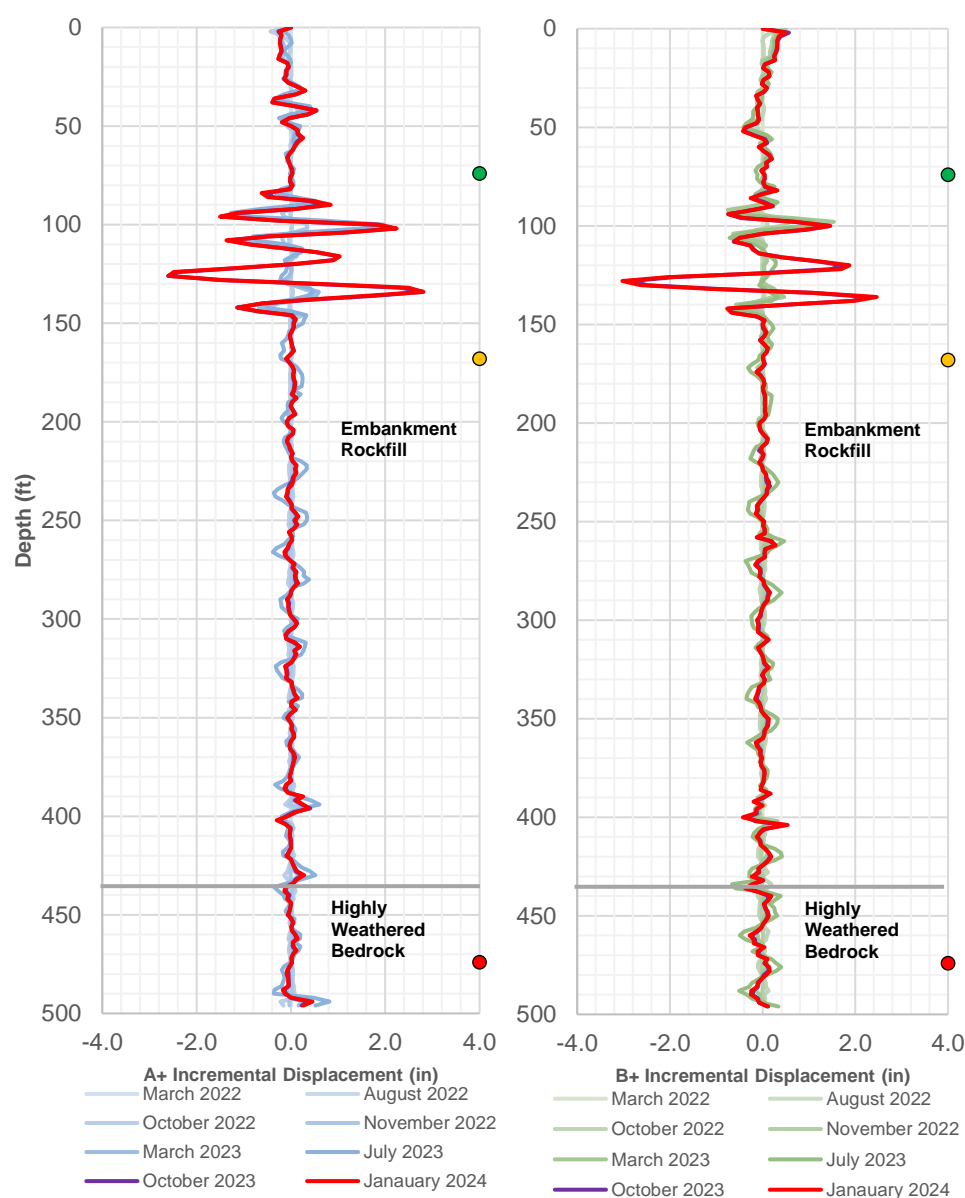 0
50
100
150
200
250
300
350
400
450
500
Depth (ft)
Embankment
Rockfill
Highly
Weathered
Bedrock
-4.0 -2.0 0.0 2.0 4.0
A+ Incremental Displacement (in)
March 2022 August 2022
October 2022 November 2022
March 2023 July 2023
October 2023 Janauary 2024
0
50
100
150
200
250
300
350
400
450
500
Embankment
Rockfill
Highly
Weathered
Bedrock
-4.0 -2.0 0.0 2.0 4.0
B+ Incremental Displacement (in)
March 2022 August 2022
October 2022 November 2022
March 2023 July 2023
October 2023 Janauary 2024